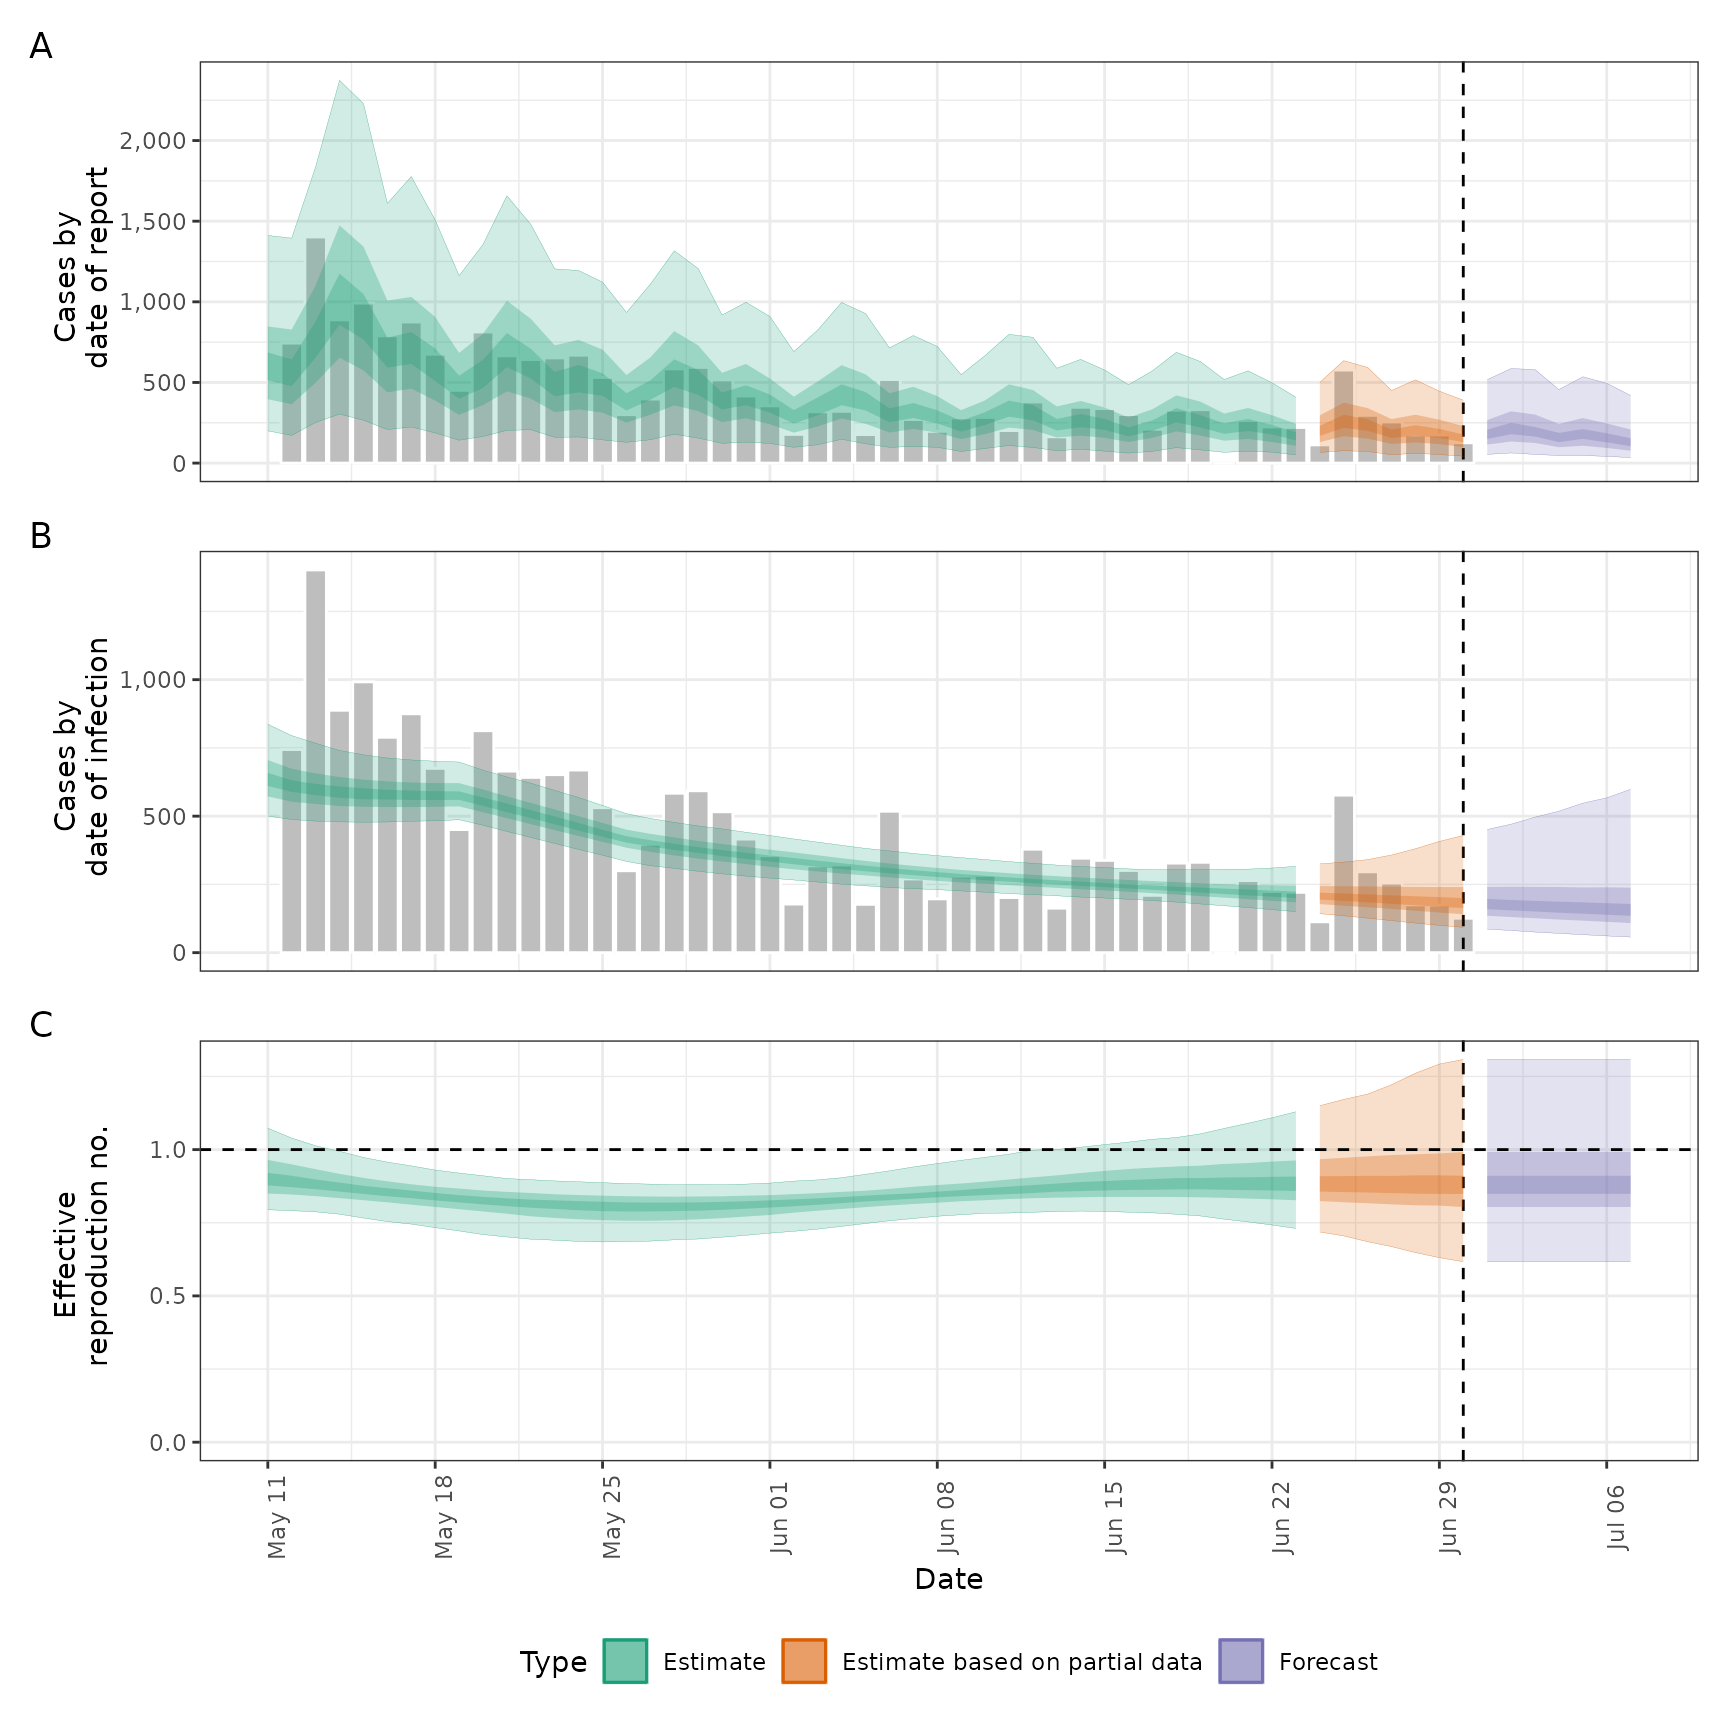 A
Cases by
date of report
2,000
1,500
1,000
500
0
B
Cases by
date of infection
1,000
500
0
C
Effective
reproduction no.
1.0
0.5
0.0
May 11
May 18
May 25
Jun 01
Jun 08
Jun 15
Jun 22
Jun 29
Jul 06
Date
Type Estimate Estimate based on partial data Forecast